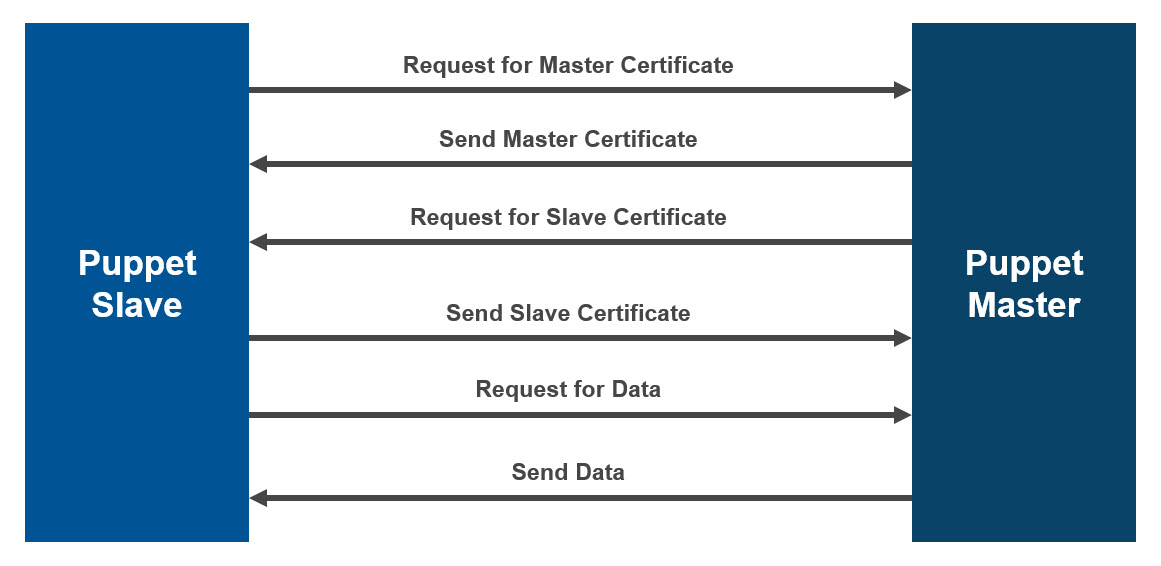 Request for Master Certificate
Send Master Certificate
Request for Slave Certificate
Puppet
Slave
Puppet
Master
Send Slave Certificate
Request for Data
Send Data